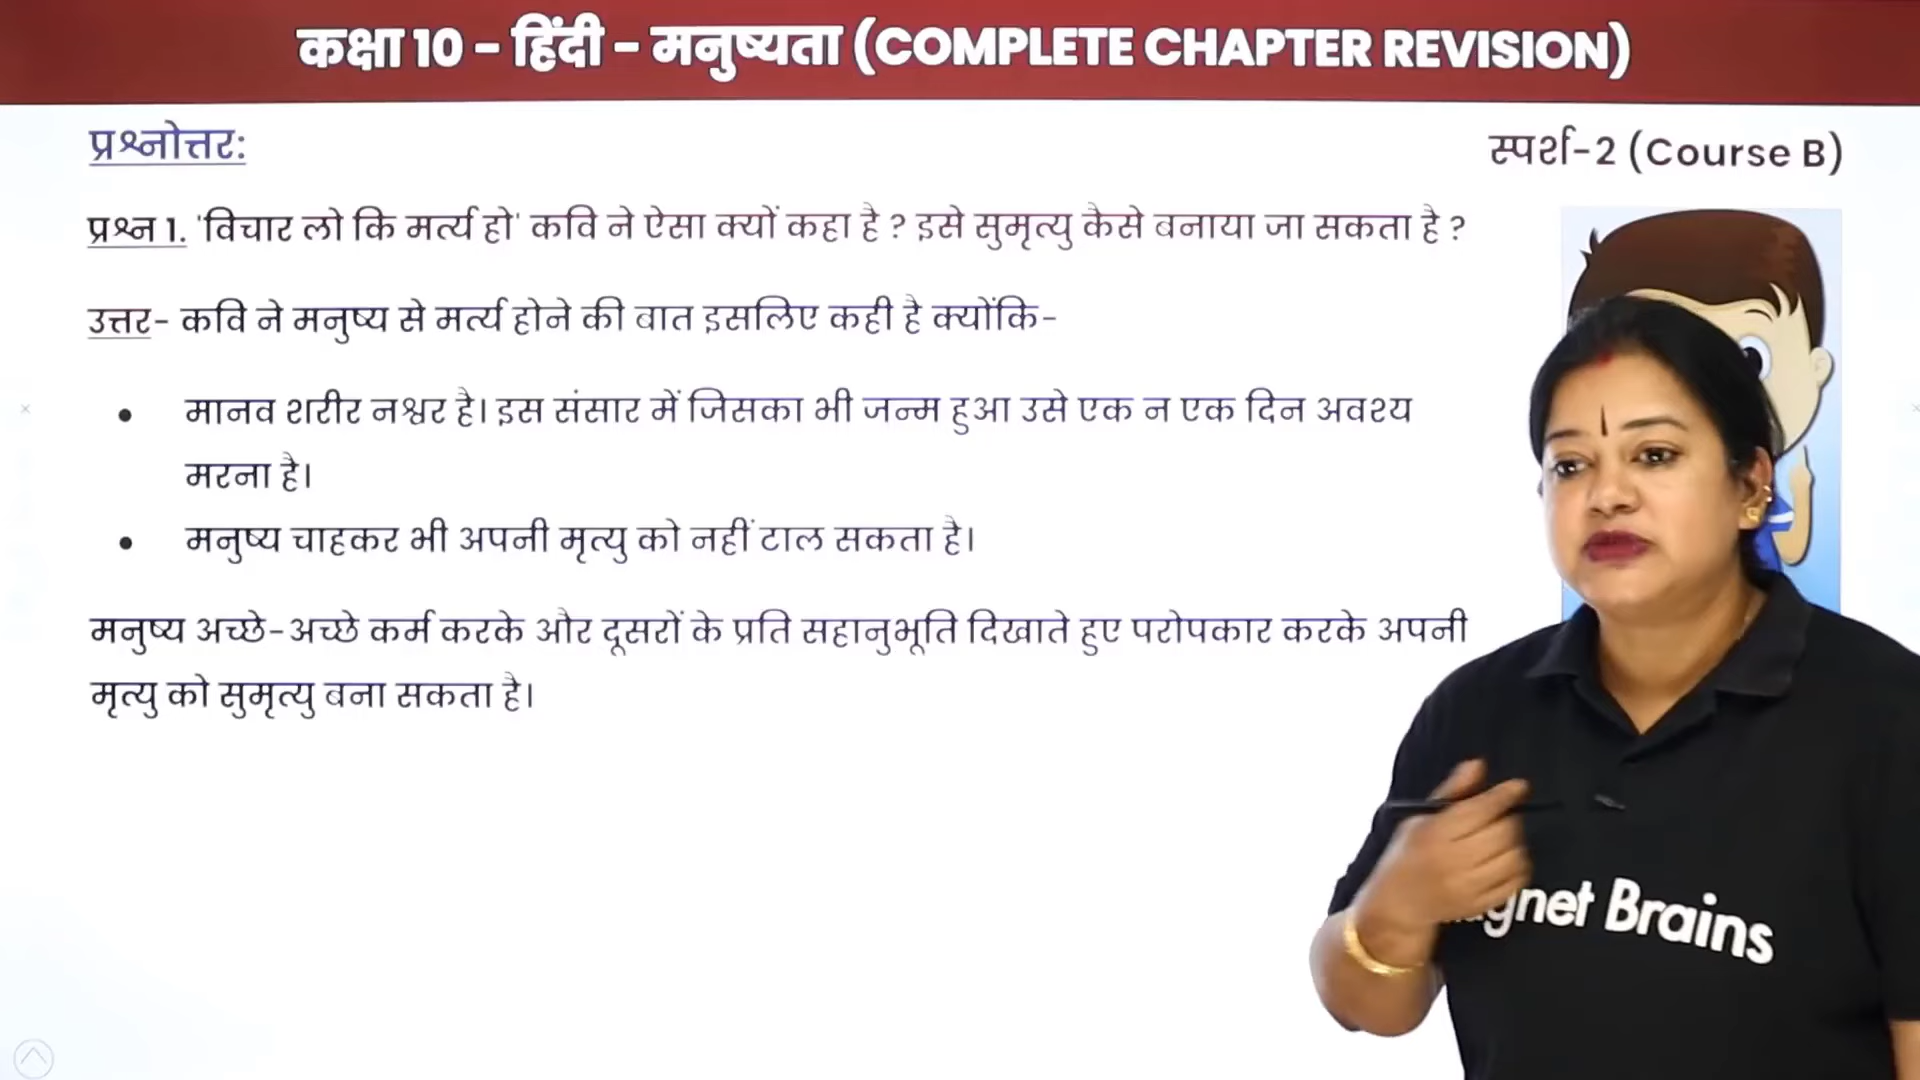 कक्षा 10 - हिंदी - मनुष्यता (COMPLETE CHAPTER REVISION)
प्रश्नोत्तर:
स्पर्श-2 (Course B)
प्रश्न 1. 'विचार लो कि मर्त्य हो' कवि ने ऐसा क्यों कहा है ? इसे सुमृत्यु कैसे बनाया जा सकता है ?
उत्तर- कवि ने मनुष्य से मर्त्य होने की बात इसलिए कही है क्योंकि-
• मानव शरीर नश्वर है। इस संसार में जिसका भी जन्म हुआ उसे एक न एक दिन अवश्य
मरना है।
• मनुष्य चाहकर भी अपनी मृत्यु को नहीं टाल सकता है।
मनुष्य अच्छे-अच्छे कर्म करके और दूसरों के प्रति सहानुभूति दिखाते हुए परोपकार करके अपनी
मृत्यु को सुमृत्यु बना सकता है।
Brains